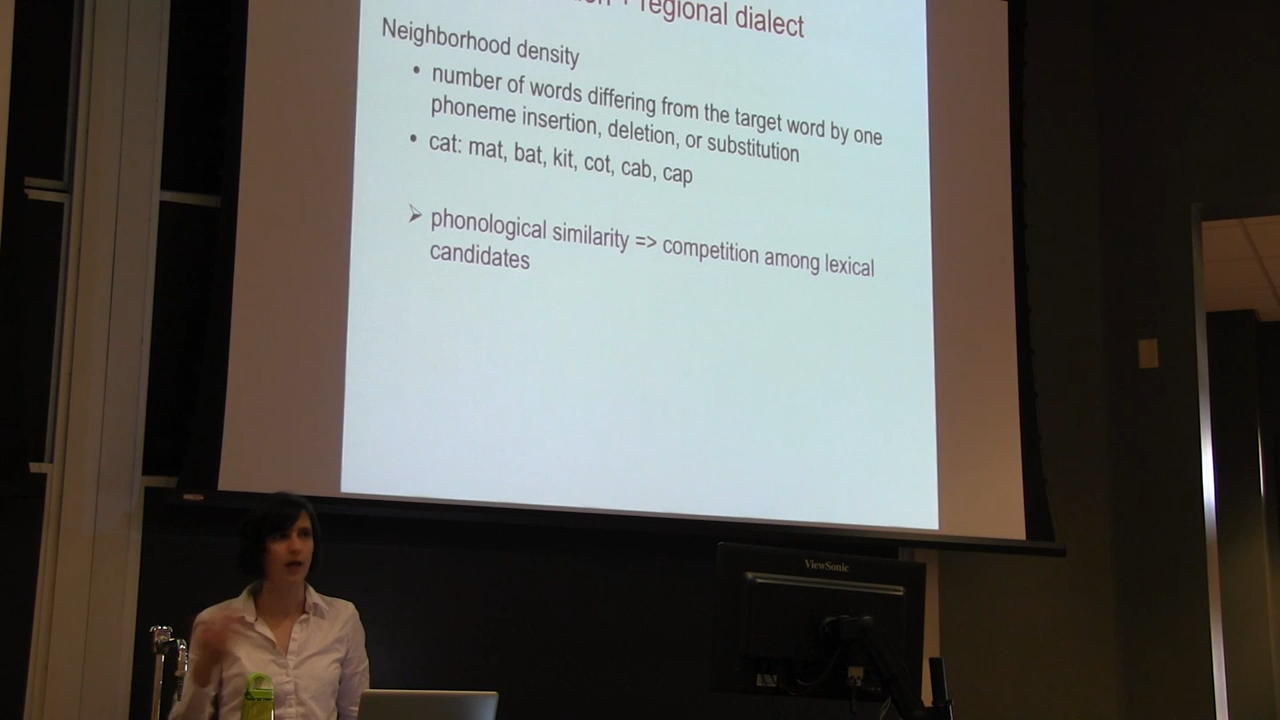 regional dialect
Neighborhood density
• number of words differing from the target word by one
phoneme insertion, deletion, or substitution
• cat: mat, bat, kit, cot, cab, cap
➢ phonological similarity => competition among lexical
candidates
ViewSonic